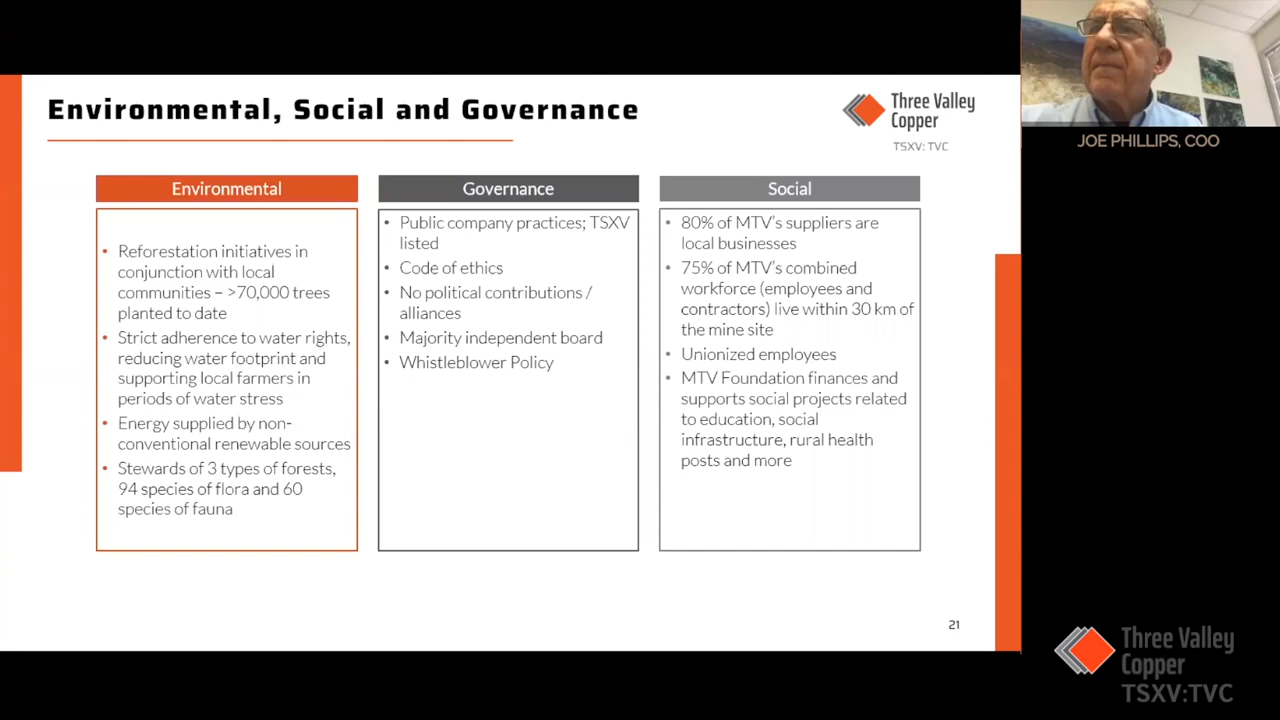 Environmental, Social and Governance
Three Valley
Copper
TSXV: TVC
Environmental
Reforestation initiatives in
conjunction with local
communities – >70,000 trees
planted to date
Strict adherence to water rights,
reducing water footprint and
supporting local farmers in
periods of water stress
Energy supplied by non-
conventional renewable sources
Stewards of 3 types of forests,
94 species of flora and 60
species of fauna
Governance
Public company practices; TSXV
listed
Code of ethics
No political contributions /
alliances
Majority independent board
Whistleblower Policy
Social
80% of MTV's suppliers are
local businesses
75% of MTV's combined
workforce (employees and
contractors) live within 30 km of
the mine site
Unionized employees
MTV Foundation finances and
supports social projects related
to education, social
infrastructure, rural health
posts and more
21
JOE PHILLIPS, COO
Three Valley
Copper
TSXV:TVC